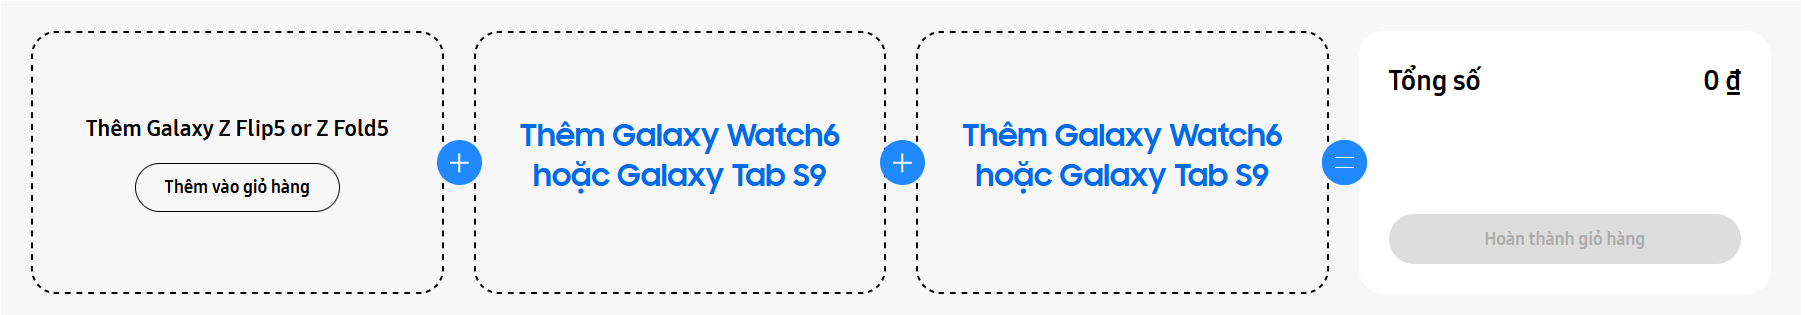 Thêm Galaxy Z Flip5 or Z Fold5
Thêm vào giỏ hàng
Thêm Galaxy Watch6
hoặc Galaxy Tab S9
Thêm Galaxy Watch6
hoặc Galaxy Tab S9
Tổng số 0 ₫
Hoàn thành giỏ hàng